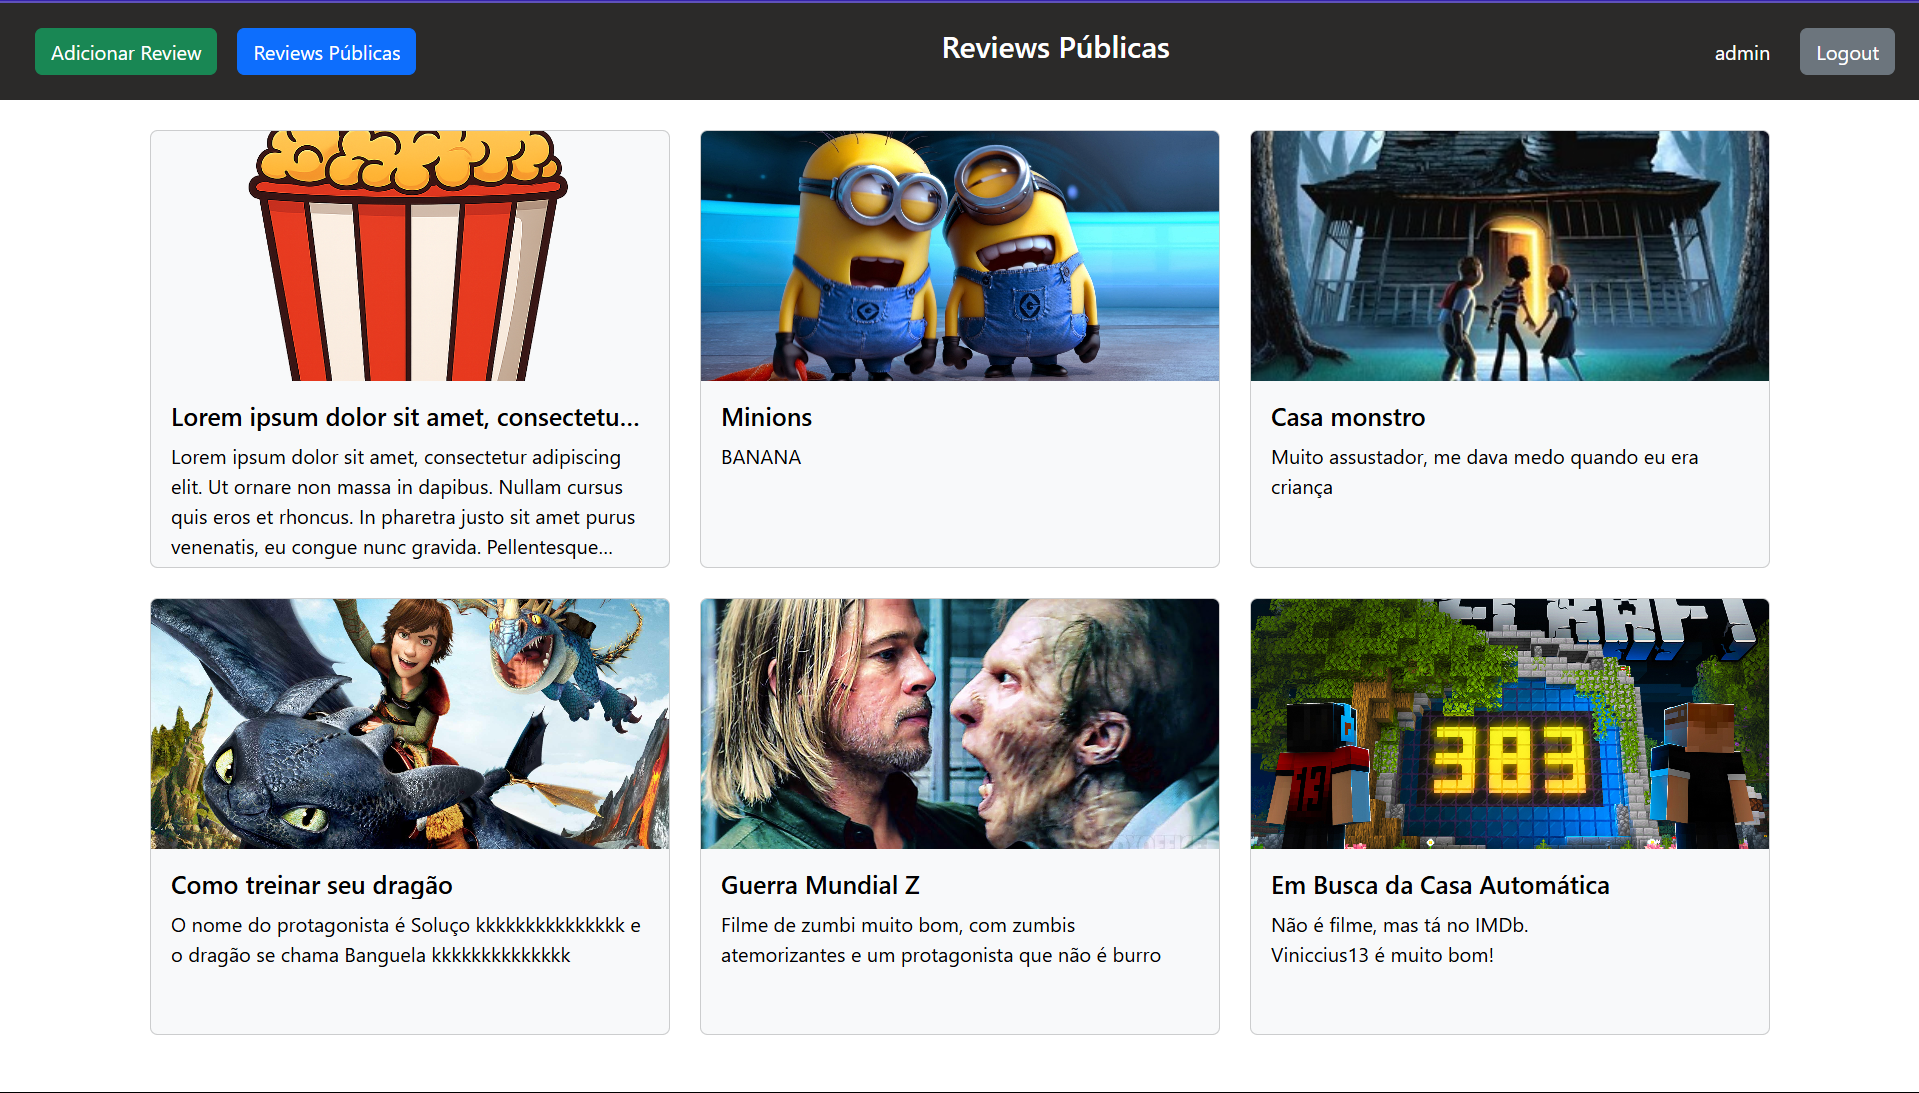 Adicionar Review
Reviews Públicas
Reviews Públicas
admin
Logout
Lorem ipsum dolor sit amet, consectetu...
Lorem ipsum dolor sit amet, consectetur adipiscing
elit. Ut ornare non massa in dapibus. Nullam cursus
quis eros et rhoncus. In pharetra justo sit amet purus
venenatis, eu congue nunc gravida. Pellentesque...
Minions
BANANA
Casa monstro
Muito assustador, me dava medo quando eu era
criança
Como treinar seu dragão
O nome do protagonista é Soluço kkkkkkkkkkkkkkk e
o dragão se chama Banguela kkkkkkkkkkkkkk
Guerra Mundial Z
Filme de zumbi muito bom, com zumbis
atemorizantes e um protagonista que não é burro
383
13
Em Busca da Casa Automática
Não é filme, mas tá no IMDb.
Viniccius13 é muito bom!